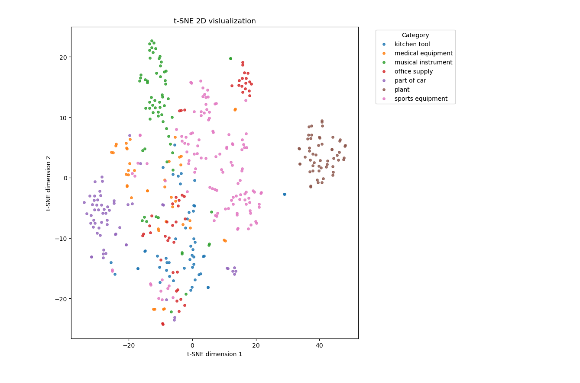 t-SNE 2D vislualization
Category
kitchen tool
medical equipment
musical instrument
office supply
part of car
plant
sports equipment
20
10
0
−10
−20
t-SNE dimension 2
−20
0
20
40
t-SNE dimension 1